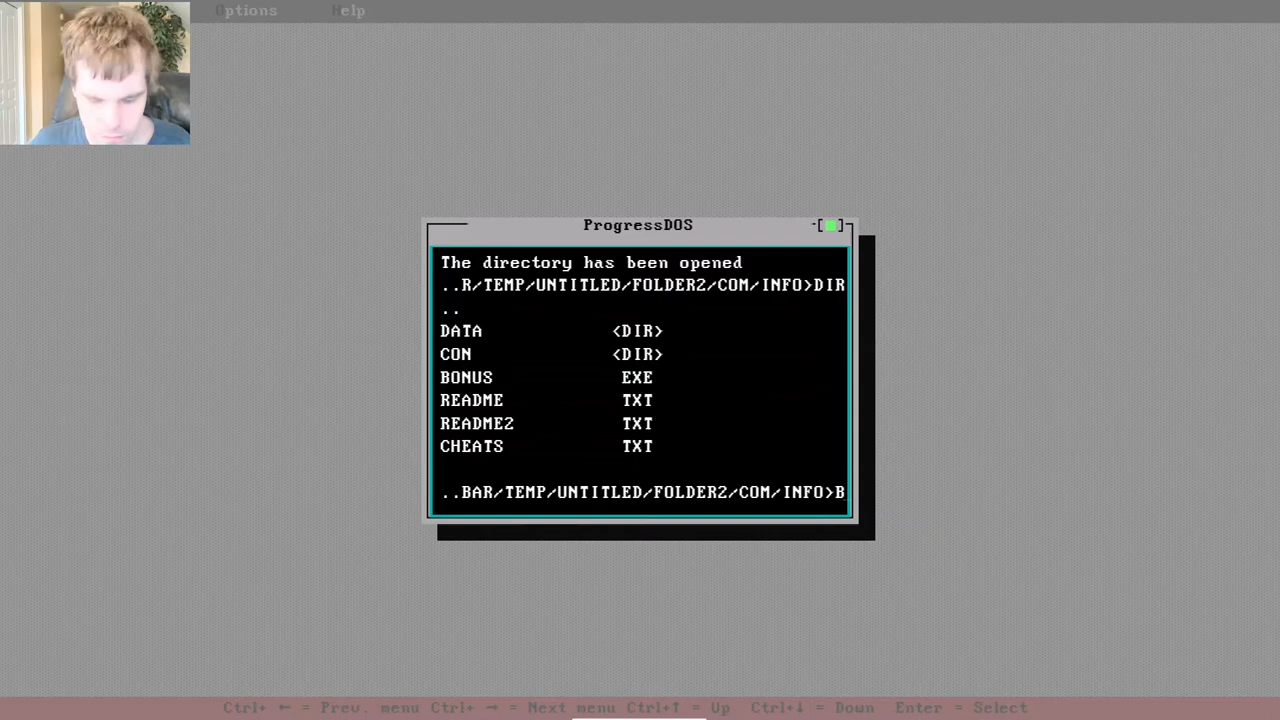 Options Help
ProgressDOS
The directory has been opened
..R/TEMP/UNTITLED/FOLDER2/COM/INFO>DIR
..
DATA <DIR>
CON <DIR>
BONUS EXE
README TXT
README2 TXT
CHEATS TXT
..BAR/TEMP/UNTITLED/FOLDER2/COM/INFO>B_
Ctrl+ ← = Prev. menu Ctrl+ → = Next menu Ctrl+↑ = Up Ctrl+↓ = Down Enter = Select